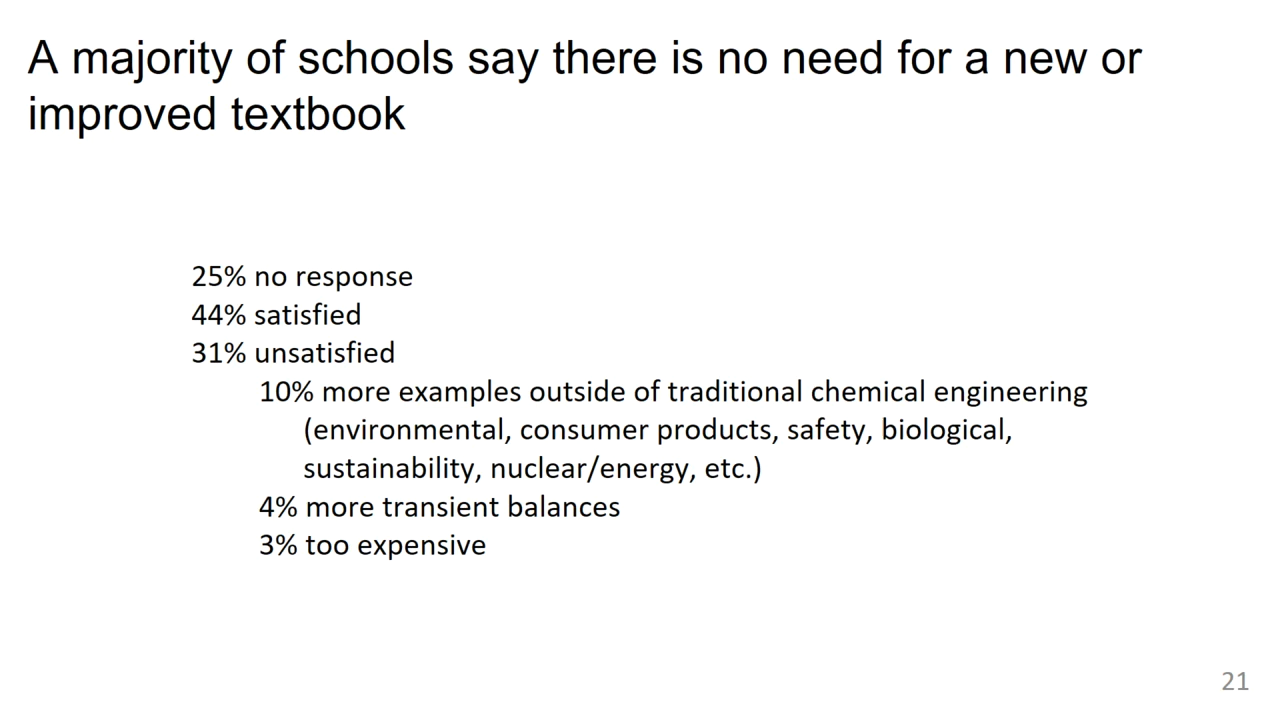 A majority of schools say there is no need for a new or
improved textbook
25% no response
44% satisfied
31% unsatisfied
10% more examples outside of traditional chemical engineering
(environmental, consumer products, safety, biological,
sustainability, nuclear/energy, etc.)
4% more transient balances
3% too expensive
21